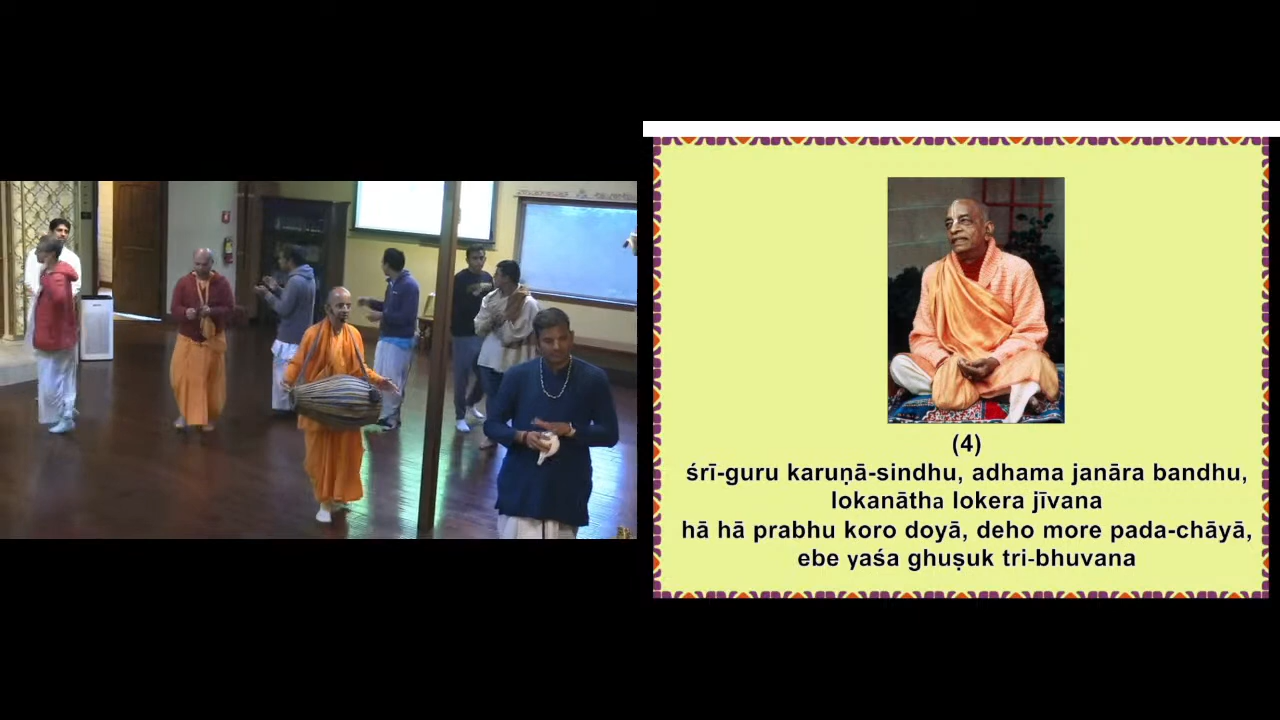 (4)
śrī-guru karuṇā-sindhu, adhama janāra bandhu,
lokanātha lokera jīvana
hā hā prabhu koro doyā, deho more pada-chāyā,
ebe yaśa ghuṣuk tri-bhuvana